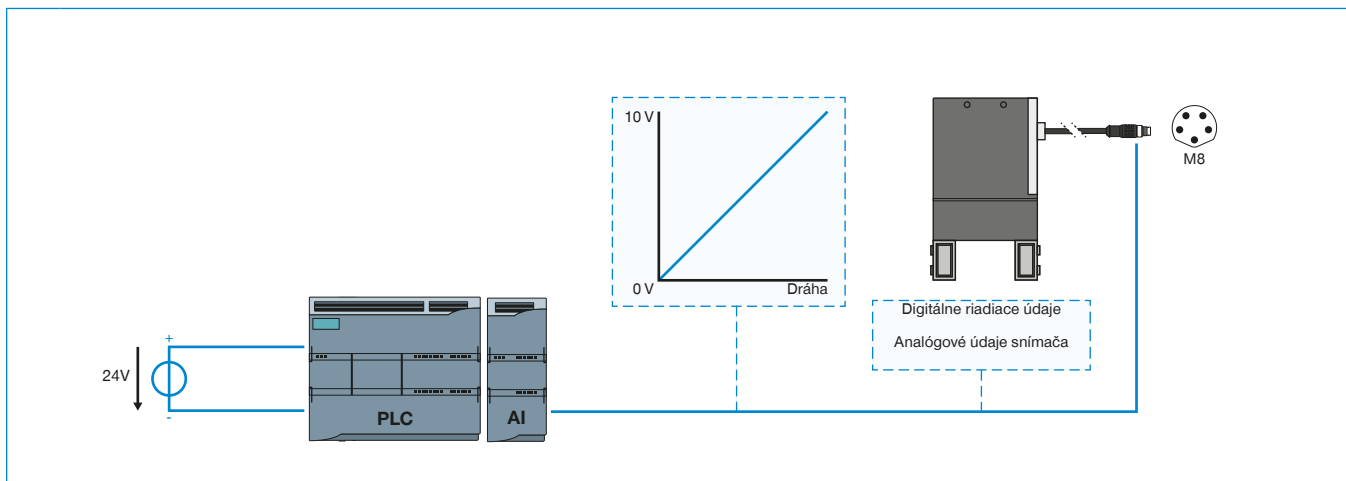 10 V
0 V
Dráha
M8
Digitálne riadiace údaje
Analógové údaje snímača
24V
+
-
PLC
AI